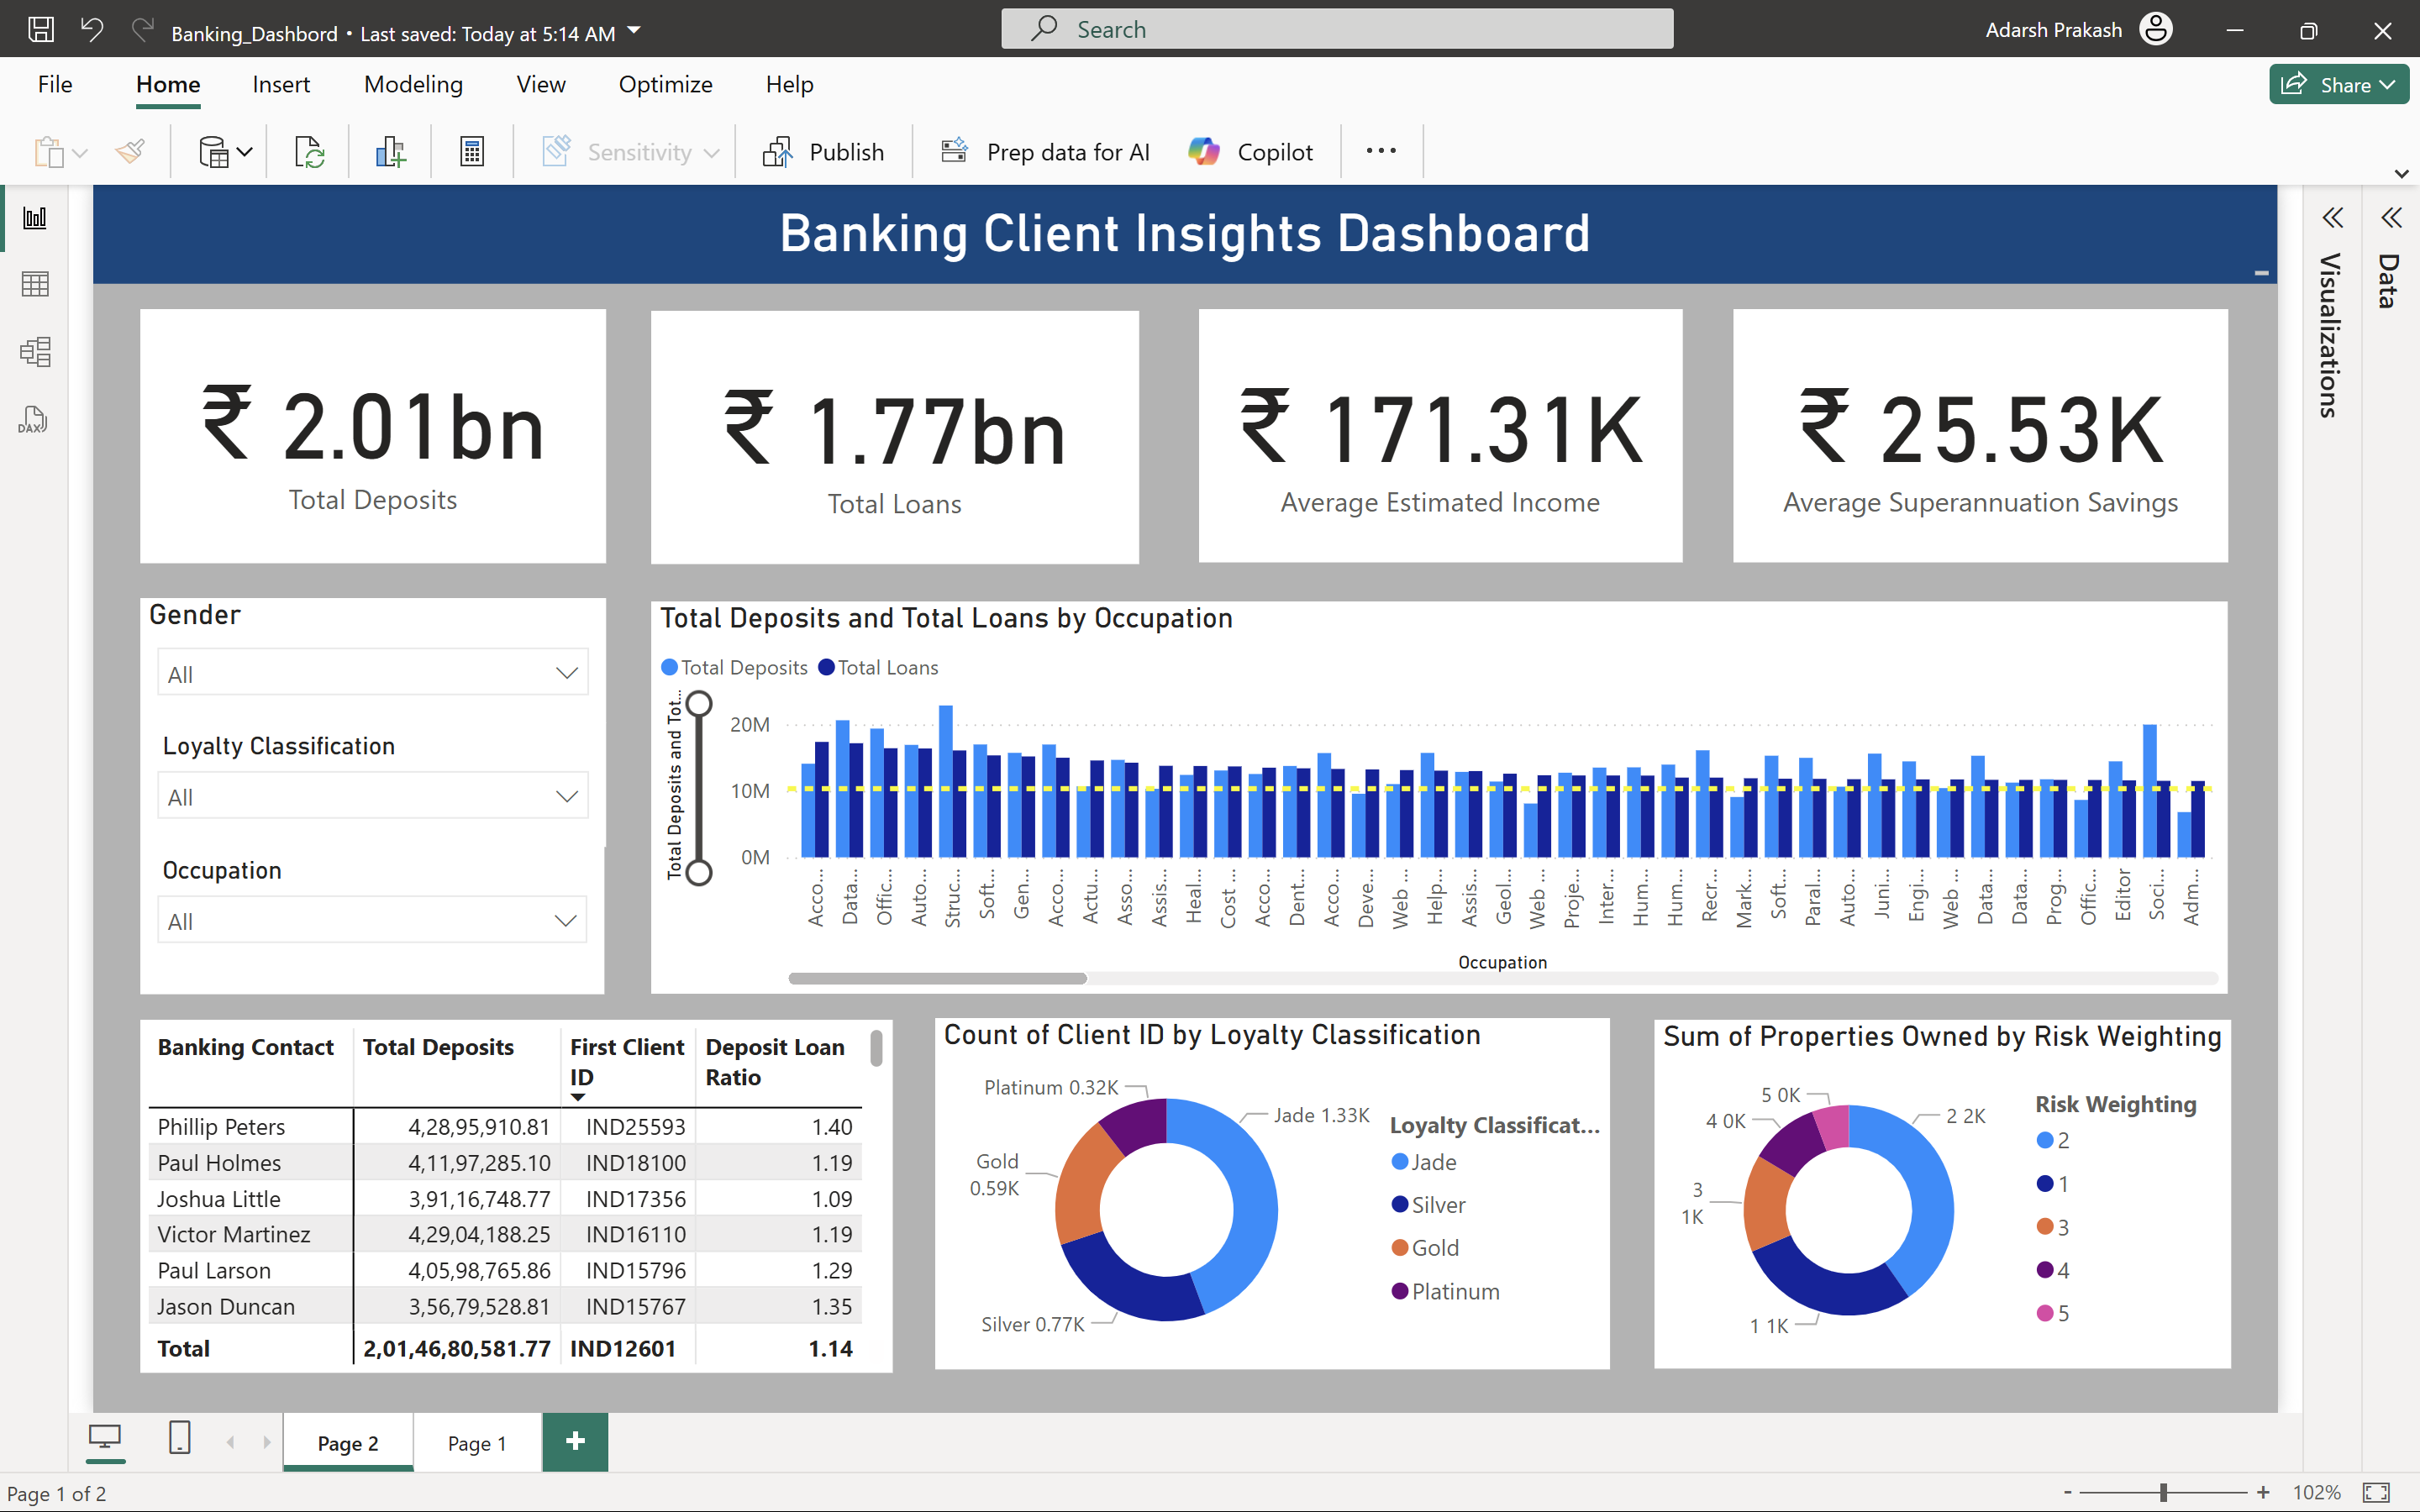 Banking_Dashbord • Last saved: Today at 5:14 AM
Search
Adarsh Prakash
File Home Insert Modeling View Optimize Help
Share
Sensitivity
Publish
Prep data for AI
Copilot
DAX
Banking Client Insights Dashboard
Visualizations
Data
₹ 2.01bn
Total Deposits
₹ 1.77bn
Total Loans
₹ 171.31K
Average Estimated Income
₹ 25.53K
Average Superannuation Savings
Gender
All
Loyalty Classification
All
Occupation
All
Total Deposits and Total Loans by Occupation
Total Deposits Total Loans
Total Deposits and Tot...
20M
10M
0M
Acco... Data... Offic... Auto... Struc... Soft... Gen... Acco... Actu... Asso... Assis... Heal... Cost ... Acco... Dent... Acco... Deve... Web ... Help... Assis... Geol... Web ... Proje... Inter... Hum... Hum... Recr... Mark... Soft... Paral... Auto... Juni... Engi... Web ... Data... Data... Prog... Offic... Editor Soci... Adm...
Occupation
Banking Contact Total Deposits First Client ID Deposit Loan Ratio
Phillip Peters 4,28,95,910.81 IND25593 1.40
Paul Holmes 4,11,97,285.10 IND18100 1.19
Joshua Little 3,91,16,748.77 IND17356 1.09
Victor Martinez 4,29,04,188.25 IND16110 1.19
Paul Larson 4,05,98,765.86 IND15796 1.29
Jason Duncan 3,56,79,528.81 IND15767 1.35
Total 2,01,46,80,581.77 IND12601 1.14
Count of Client ID by Loyalty Classification
Platinum 0.32K
Jade 1.33K
Gold
0.59K
Silver 0.77K
Loyalty Classificat...
Jade
Silver
Gold
Platinum
Sum of Properties Owned by Risk Weighting
5 0K
4 0K
2 2K
3
1K
1 1K
Risk Weighting
2
1
3
4
5
Page 2
Page 1
+
Page 1 of 2
- + 102%